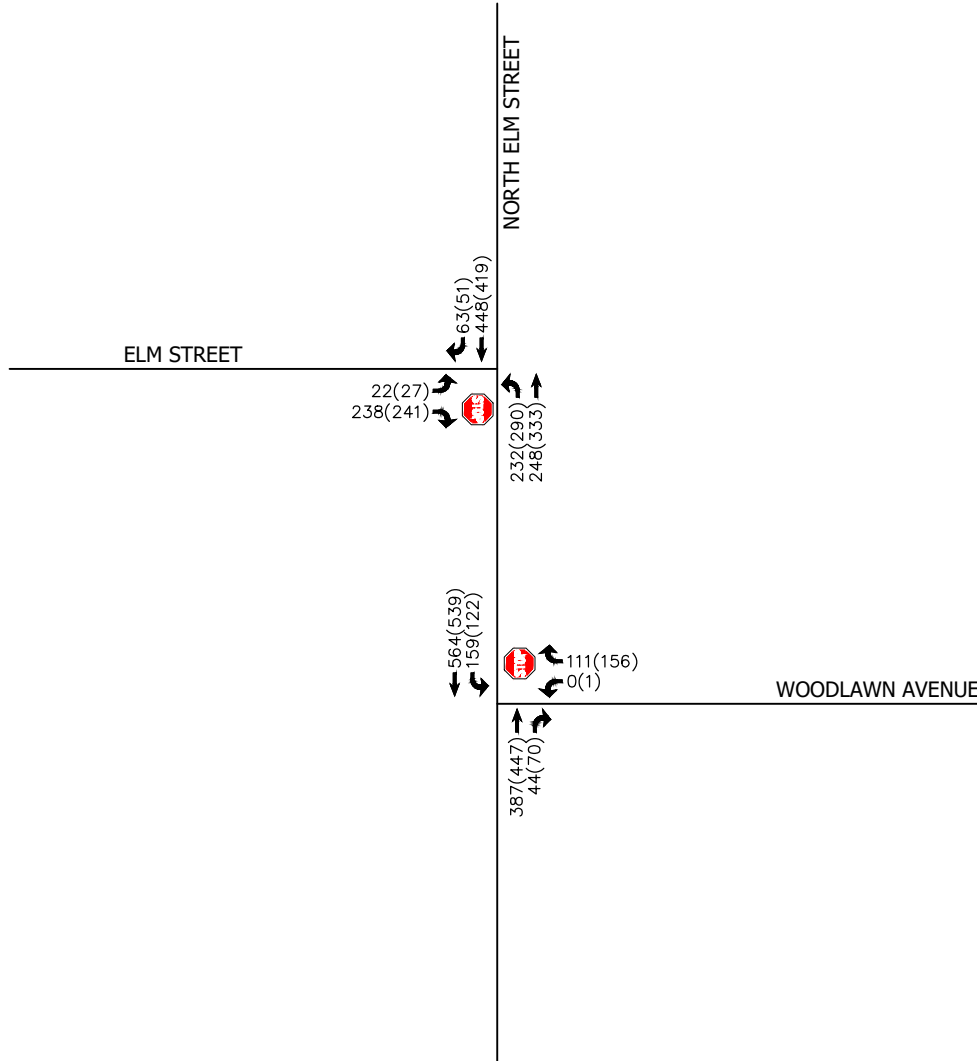 NORTH ELM STREET
63(51)
448(419)
ELM STREET
22(27)
238(241)
STOP
232(290)
248(333)
564(539)
159(122)
STOP
111(156)
0(1)
WOODLAWN AVENUE
387(447)
44(70)